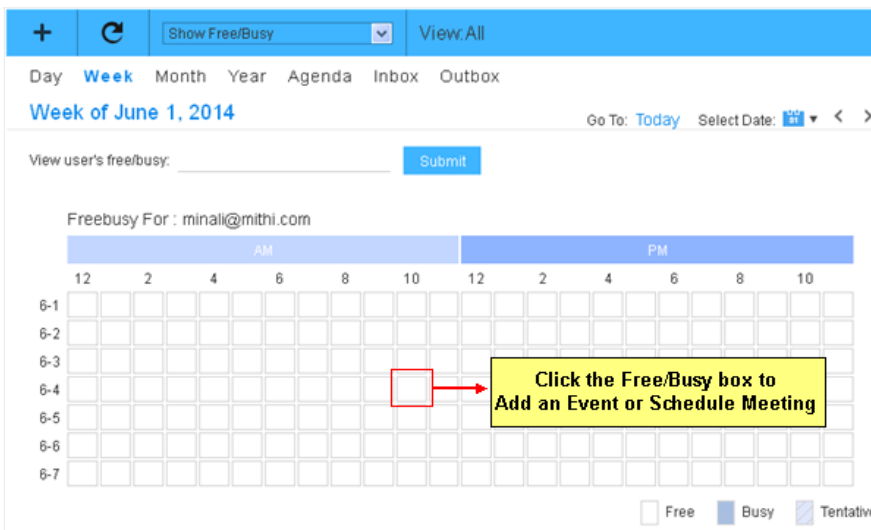 Show Free/Busy View:All
Day Week Month Year Agenda Inbox Outbox
Week of June 1, 2014
Go To: Today Select Date: 31
View user's free/busy: Submit
Freebusy For : minali@mithi.com
AM PM
12 2 4 6 8 10 12 2 4 6 8 10
6-1
6-2
6-3
6-4
6-5
6-6
6-7
Click the Free/Busy box to
Add an Event or Schedule Meeting
Free Busy Tentativ